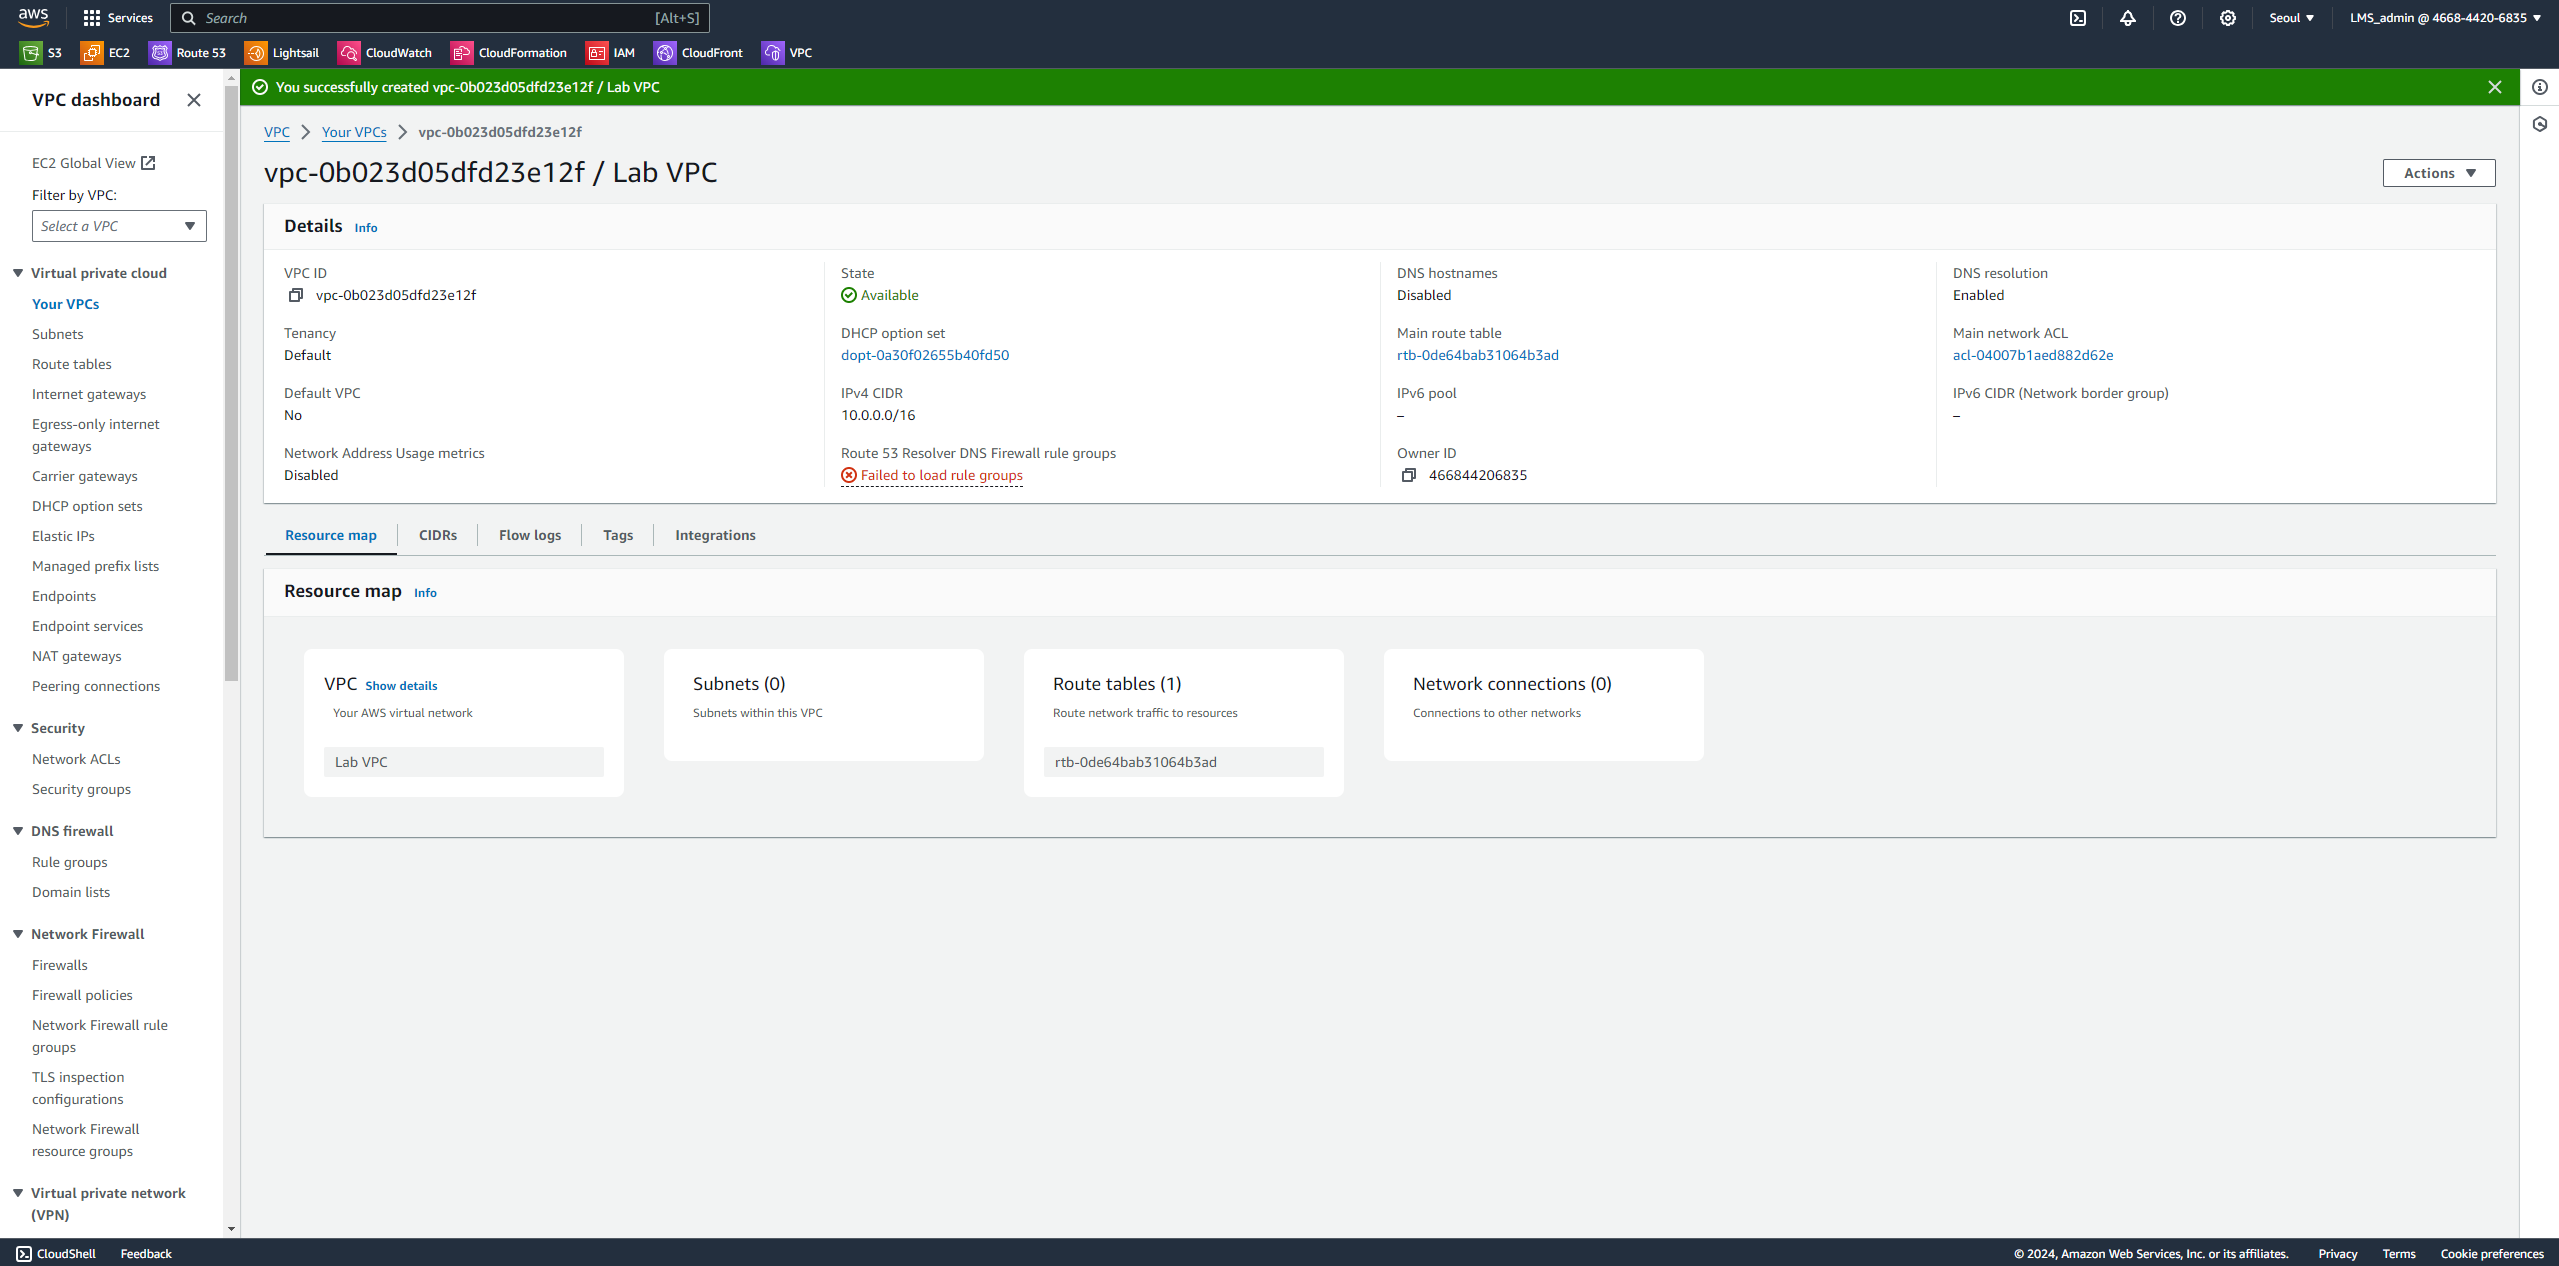 aws
Services
Search
[Alt+S]
Seoul ▼
LMS_admin @ 4668-4420-6835 ▼
S3
EC2
Route 53
Lightsail
CloudWatch
CloudFormation
IAM
CloudFront
VPC
VPC dashboard
EC2 Global View
Filter by VPC:
Select a VPC
Virtual private cloud
Your VPCs
Subnets
Route tables
Internet gateways
Egress-only internet
gateways
Carrier gateways
DHCP option sets
Elastic IPs
Managed prefix lists
Endpoints
Endpoint services
NAT gateways
Peering connections
Security
Network ACLs
Security groups
DNS firewall
Rule groups
Domain lists
Network Firewall
Firewalls
Firewall policies
Network Firewall rule
groups
TLS inspection
configurations
Network Firewall
resource groups
Virtual private network
(VPN)
You successfully created vpc-0b023d05dfd23e12f / Lab VPC
VPC > Your VPCs > vpc-0b023d05dfd23e12f
vpc-0b023d05dfd23e12f / Lab VPC
Actions ▼
Details Info
VPC ID
vpc-0b023d05dfd23e12f
State
Available
DNS hostnames
Disabled
DNS resolution
Enabled
Tenancy
Default
DHCP option set
dopt-0a30f02655b40fd50
Main route table
rtb-0de64bab31064b3ad
Main network ACL
acl-04007b1aed882d62e
Default VPC
No
IPv4 CIDR
10.0.0.0/16
IPv6 pool
–
IPv6 CIDR (Network border group)
–
Network Address Usage metrics
Disabled
Route 53 Resolver DNS Firewall rule groups
Failed to load rule groups
Owner ID
466844206835
Resource map
CIDRs
Flow logs
Tags
Integrations
Resource map Info
VPC Show details
Your AWS virtual network
Lab VPC
Subnets (0)
Subnets within this VPC
Route tables (1)
Route network traffic to resources
rtb-0de64bab31064b3ad
Network connections (0)
Connections to other networks
CloudShell
Feedback
© 2024, Amazon Web Services, Inc. or its affiliates.
Privacy
Terms
Cookie preferences